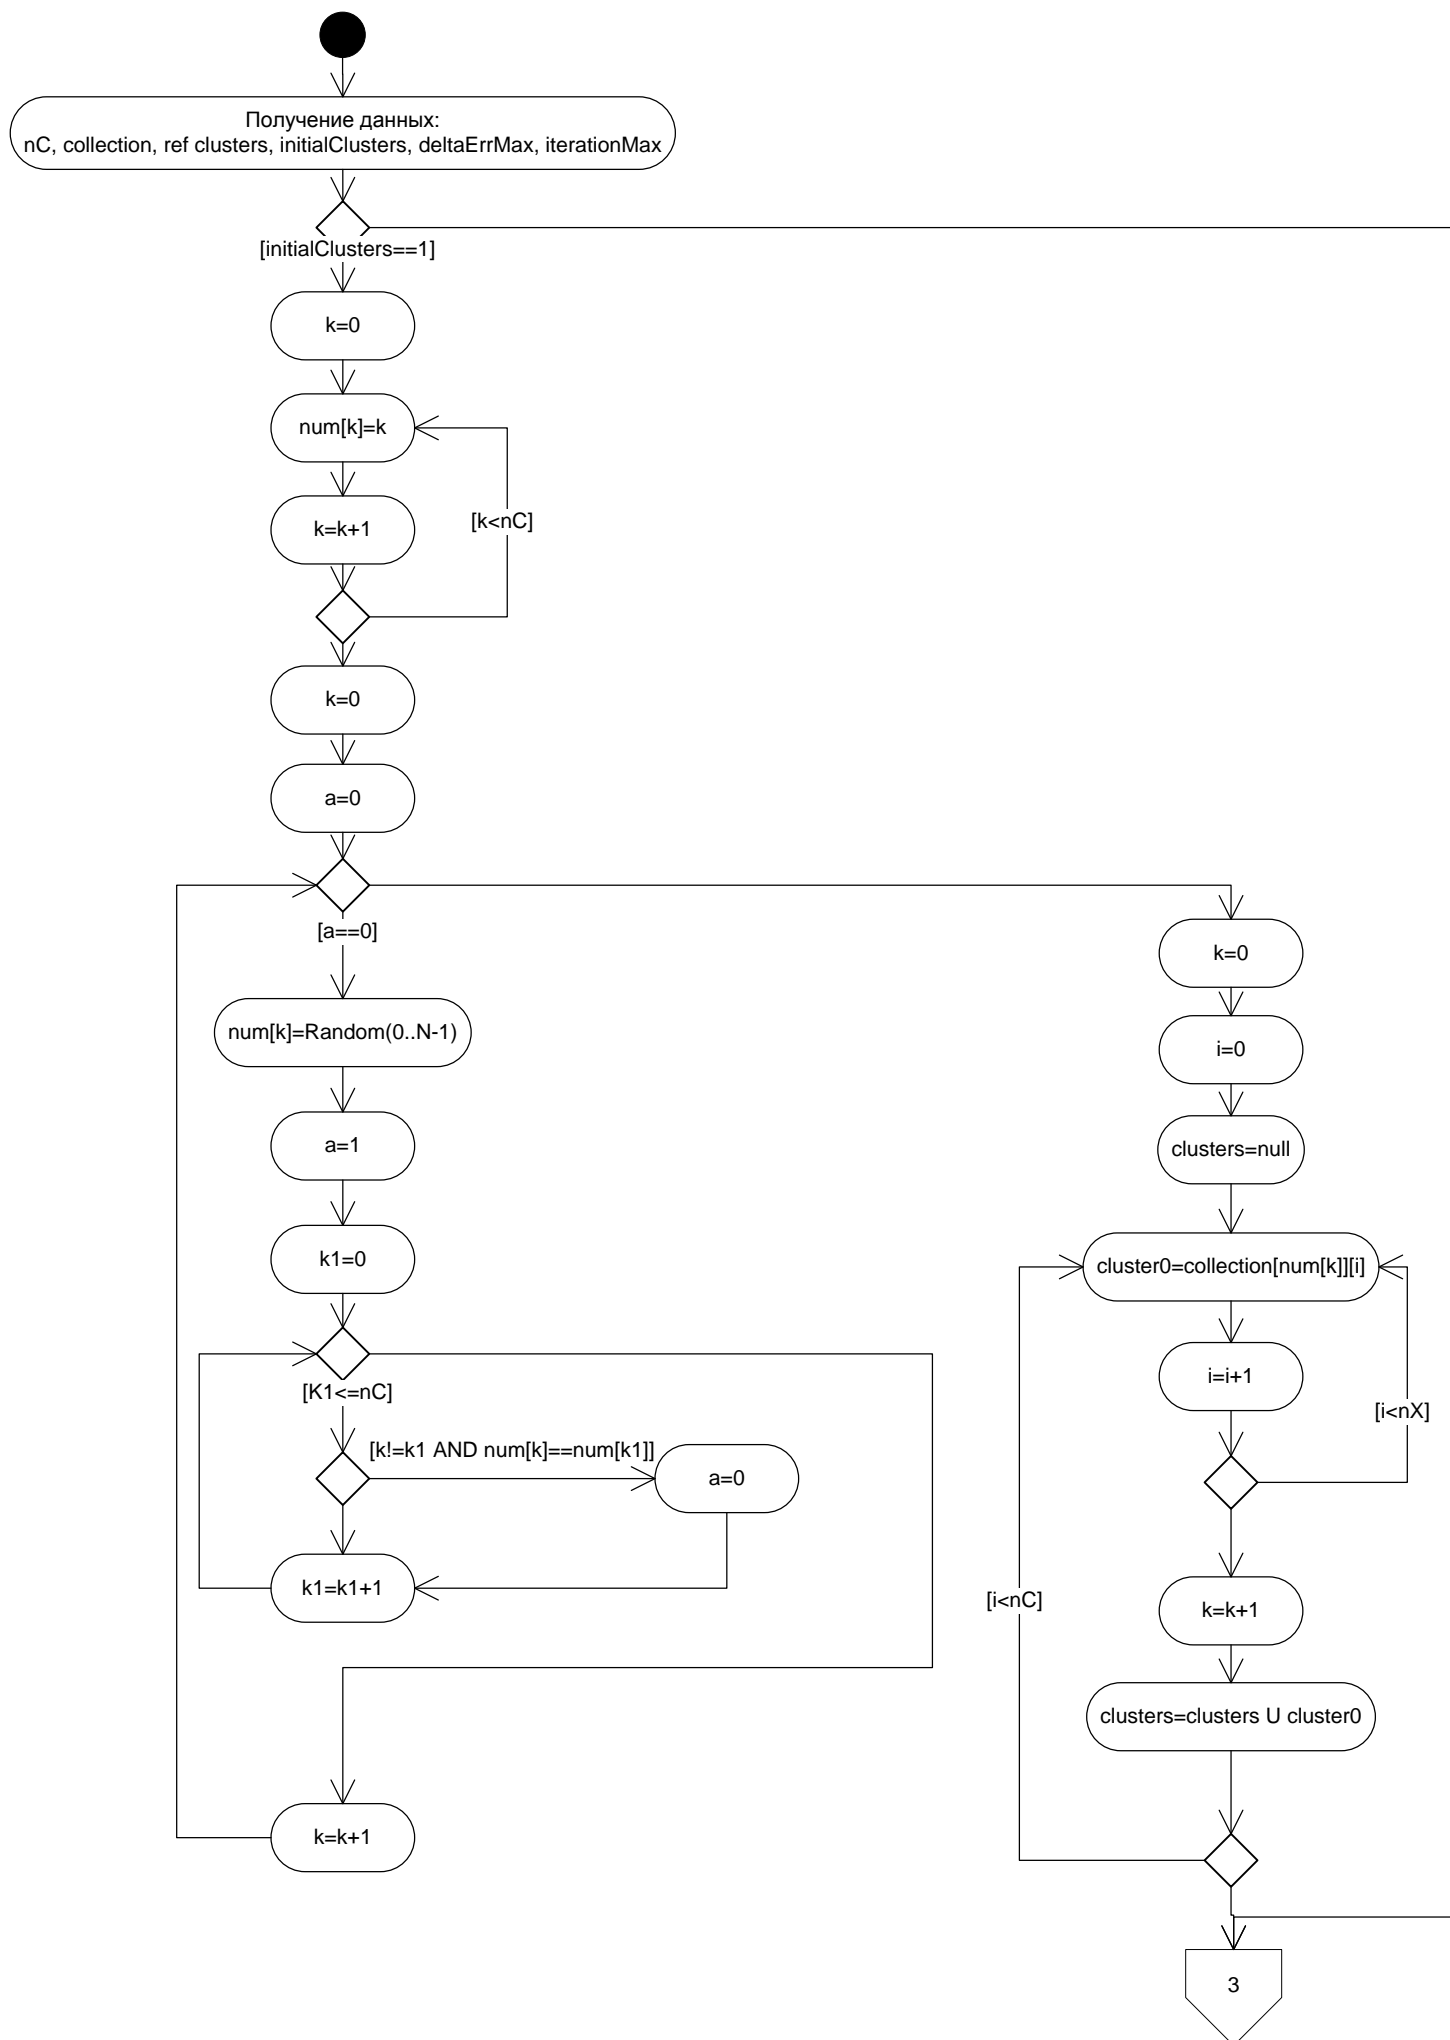 Получение данных:
nC, collection, ref clusters, initialClusters, deltaErrMax, iterationMax
[initialClusters==1]
k=0
num[k]=k
k=k+1
[k<nC]
k=0
a=0
[a==0]
num[k]=Random(0..N-1)
a=1
k1=0
[K1<=nC]
[k!=k1 AND num[k]==num[k1]]
a=0
k1=k1+1
k=k+1
k=0
i=0
clusters=null
cluster0=collection[num[k]][i]
i=i+1
[i<nX]
[i<nC]
k=k+1
clusters=clusters U cluster0
3